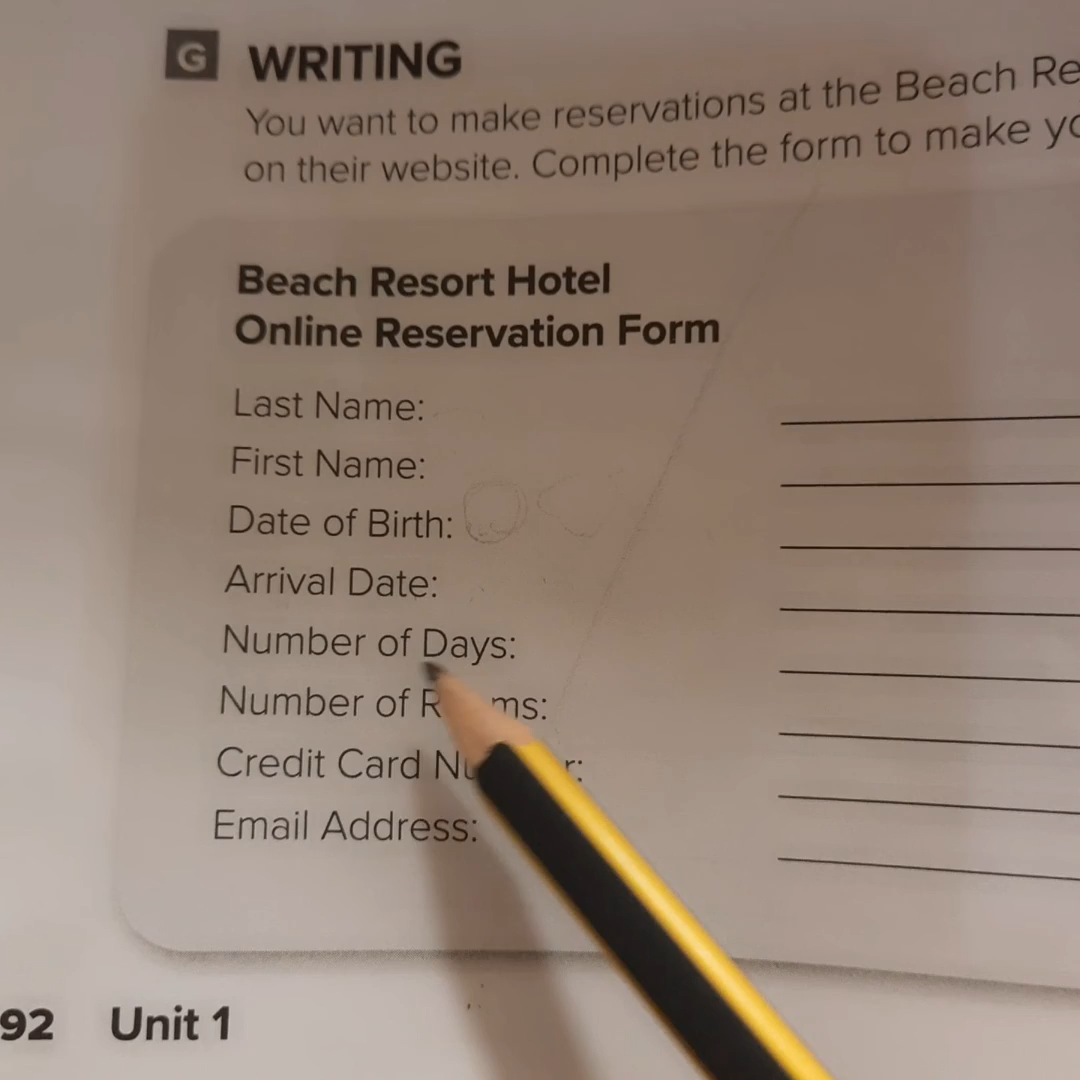 G WRITING
You want to make reservations at the Beach
on their website. Complete the form to make
Beach Resort Hotel
Online Reservation Form
Last Name:
First Name:
Date of Birth:
Arrival Date:
Number of Days:
Number of
Credit Card
Email Address:
92 Unit 1